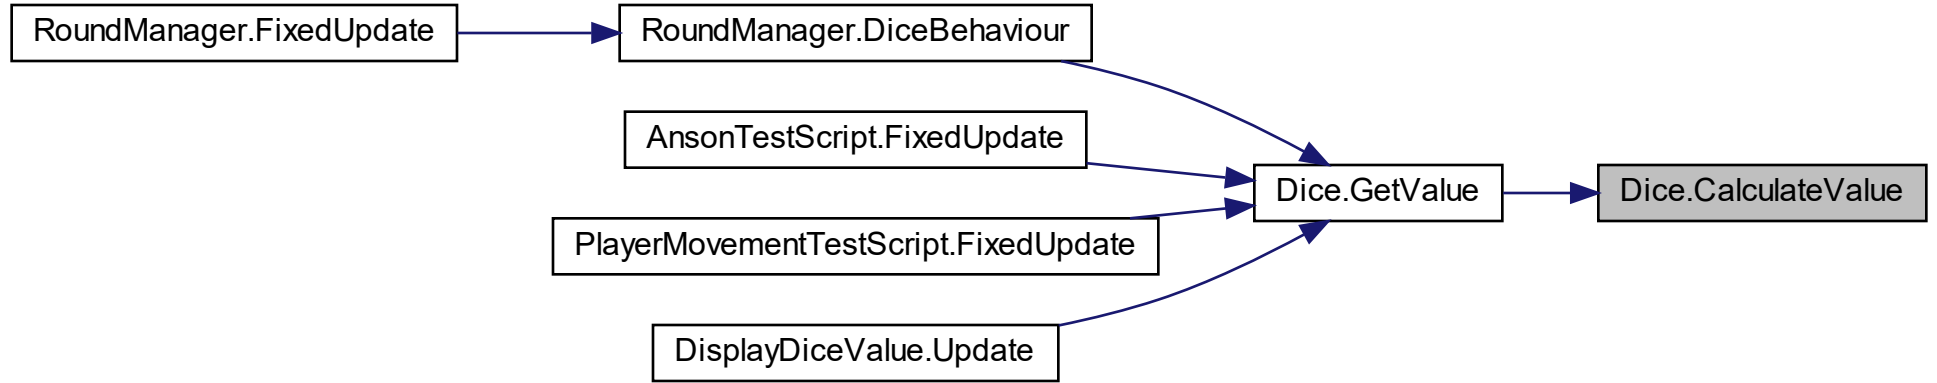 RoundManager.FixedUpdate
RoundManager.DiceBehaviour
AnsonTestScript.FixedUpdate
Dice.GetValue
Dice.CalculateValue
PlayerMovementTestScript.FixedUpdate
DisplayDiceValue.Update